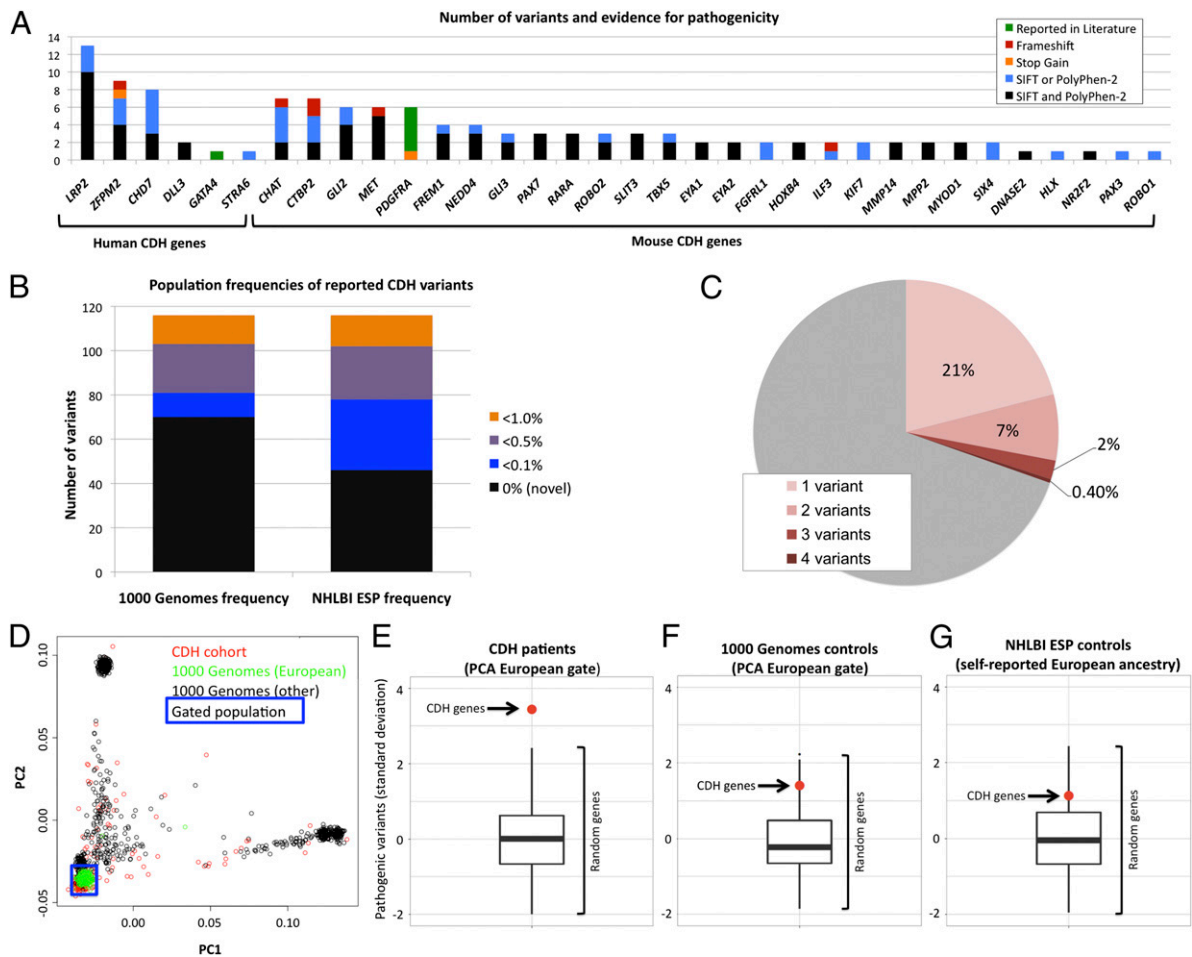 A
Number of variants and evidence for pathogenicity
14
12
10
8
6
4
2
0
Reported in Literature
Frameshift
Stop Gain
SIFT or PolyPhen-2
SIFT and PolyPhen-2
LRP2
ZFPM2
CHD7
DLL3
GATA4
STRA6
CHAT
CTBP2
GLI2
MET
PDGFRA
FREM1
NEDD4
GLI3
PAX7
RARA
ROBO2
SLIT3
TBX5
EYA1
EYA2
FGFRL1
HOXB4
ILF3
KIF7
MMP14
MPP2
MYOD1
SIX4
DNASE2
HLX
NR2F2
PAX3
ROBO1
Human CDH genes
Mouse CDH genes
B
Population frequencies of reported CDH variants
Number of variants
120
100
80
60
40
20
0
1000 Genomes frequency
NHLBI ESP frequency
<1.0%
<0.5%
<0.1%
0% (novel)
C
21%
7%
2%
0.40%
1 variant
2 variants
3 variants
4 variants
D
CDH cohort
1000 Genomes (European)
1000 Genomes (other)
Gated population
PC2
0.10
0.05
0.00
-0.05
0.00
0.05
0.10
PC1
E
CDH patients
(PCA European gate)
Pathogenic variants (standard deviation)
4
2
0
-2
CDH genes
Random genes
F
1000 Genomes controls
(PCA European gate)
4
2
0
-2
CDH genes
Random genes
G
NHLBI ESP controls
(self-reported European ancestry)
4
2
0
-2
CDH genes
Random genes